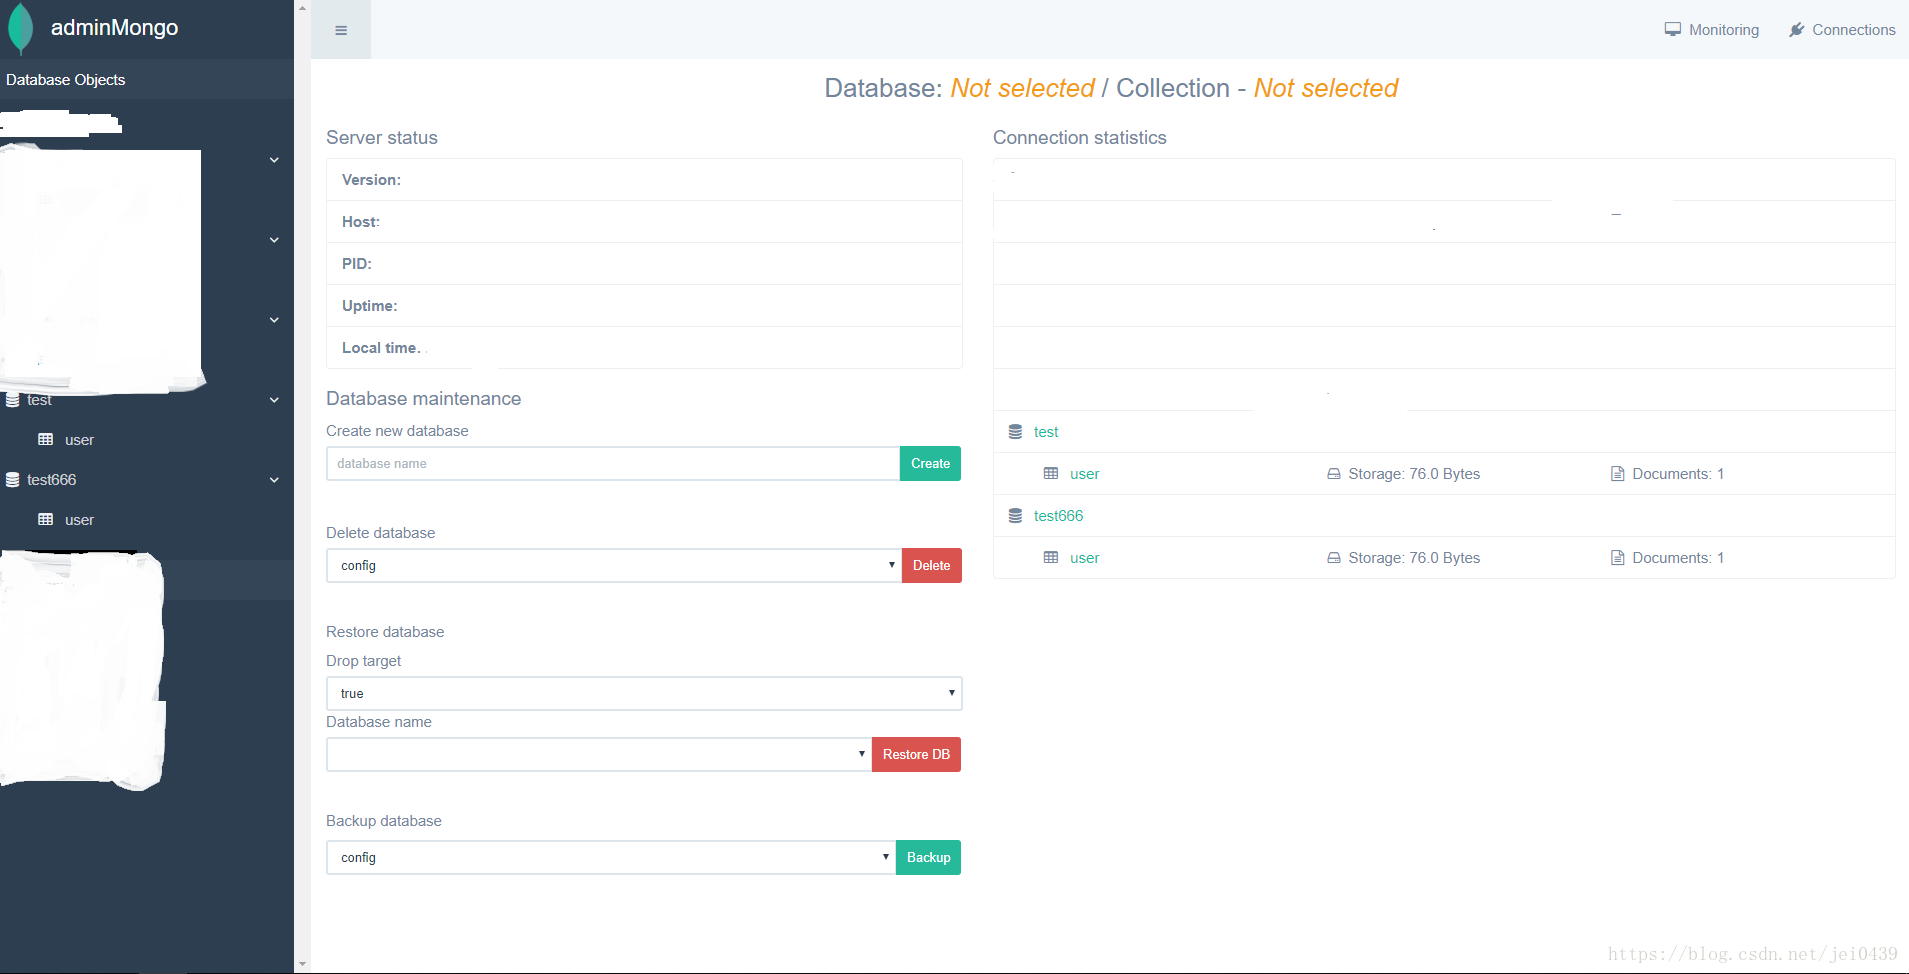 adminMongo
Monitoring
Connections
Database Objects
Database: Not selected / Collection - Not selected
Server status
Version:
Host:
PID:
Uptime:
Local time.
Connection statistics
test
user
test666
user
Database maintenance
Create new database
database name
Create
Delete database
config
Delete
Restore database
Drop target
true
Database name
Restore DB
Backup database
config
Backup
test
user Storage: 76.0 Bytes Documents: 1
test666
user Storage: 76.0 Bytes Documents: 1
https://blog.csdn.net/jei0439